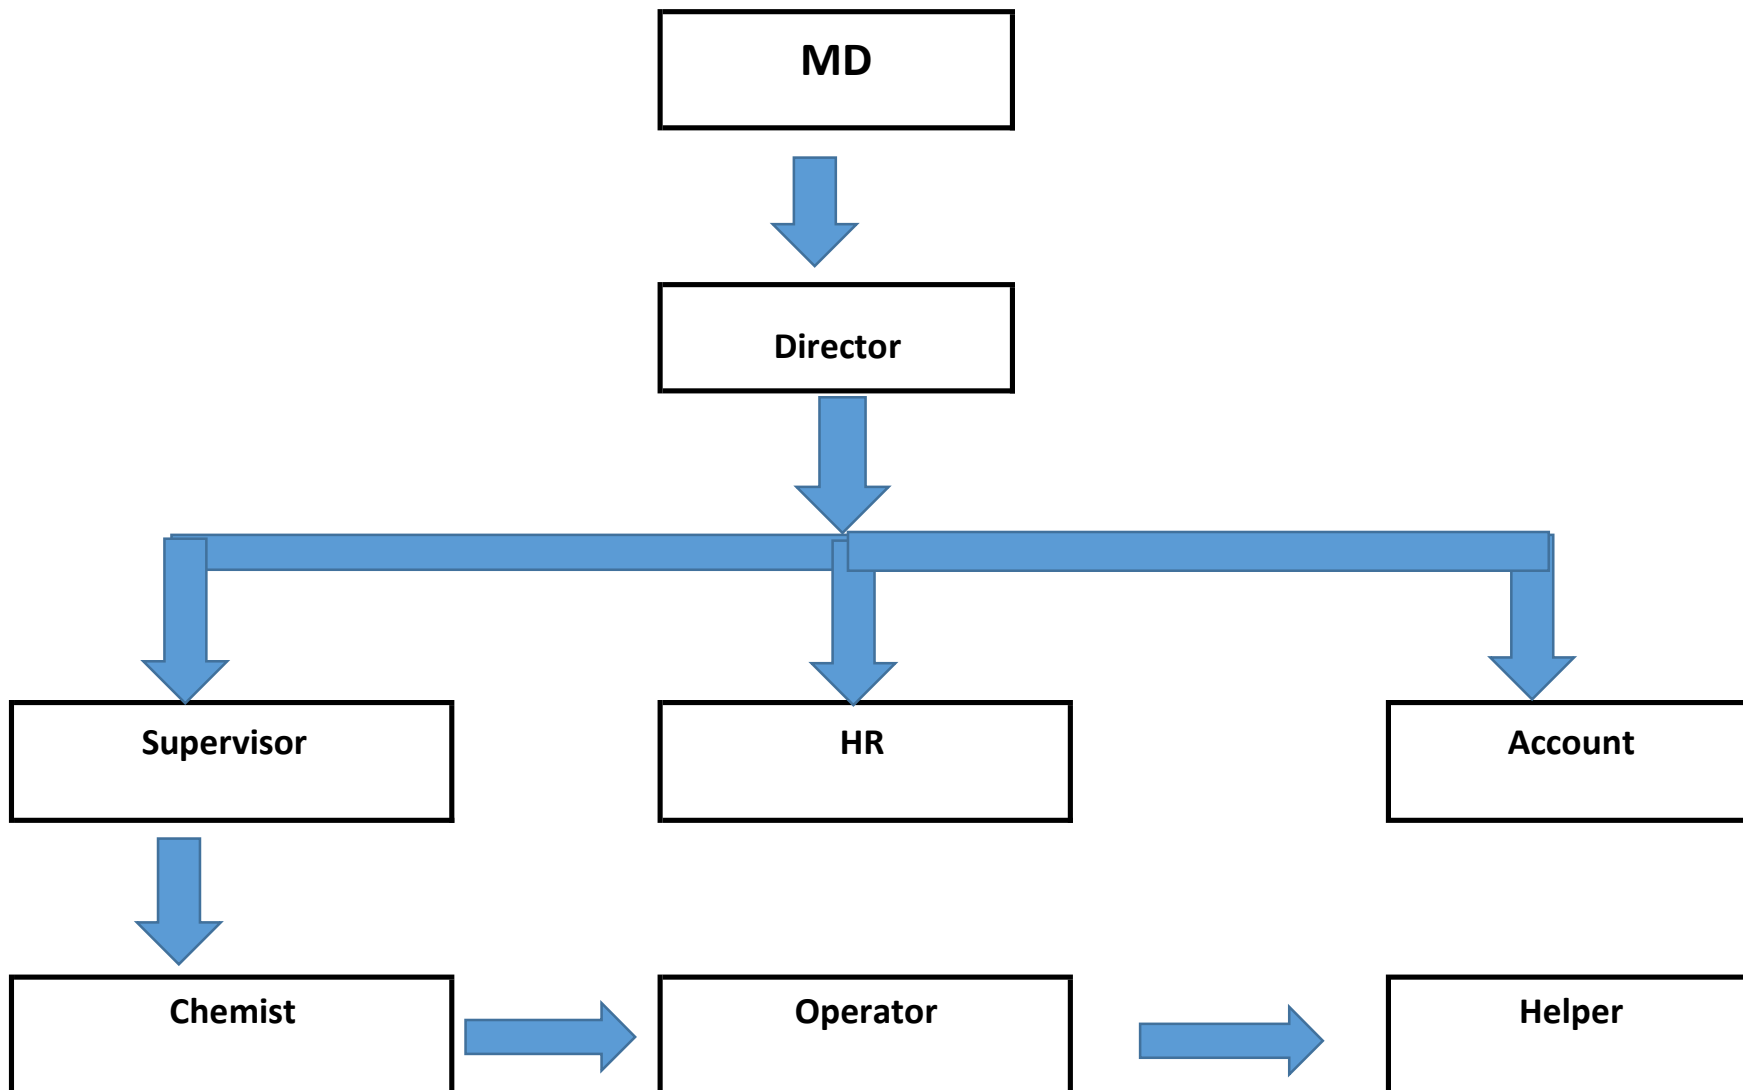 MD
Director
Supervisor
HR
Account
Chemist
Operator
Helper